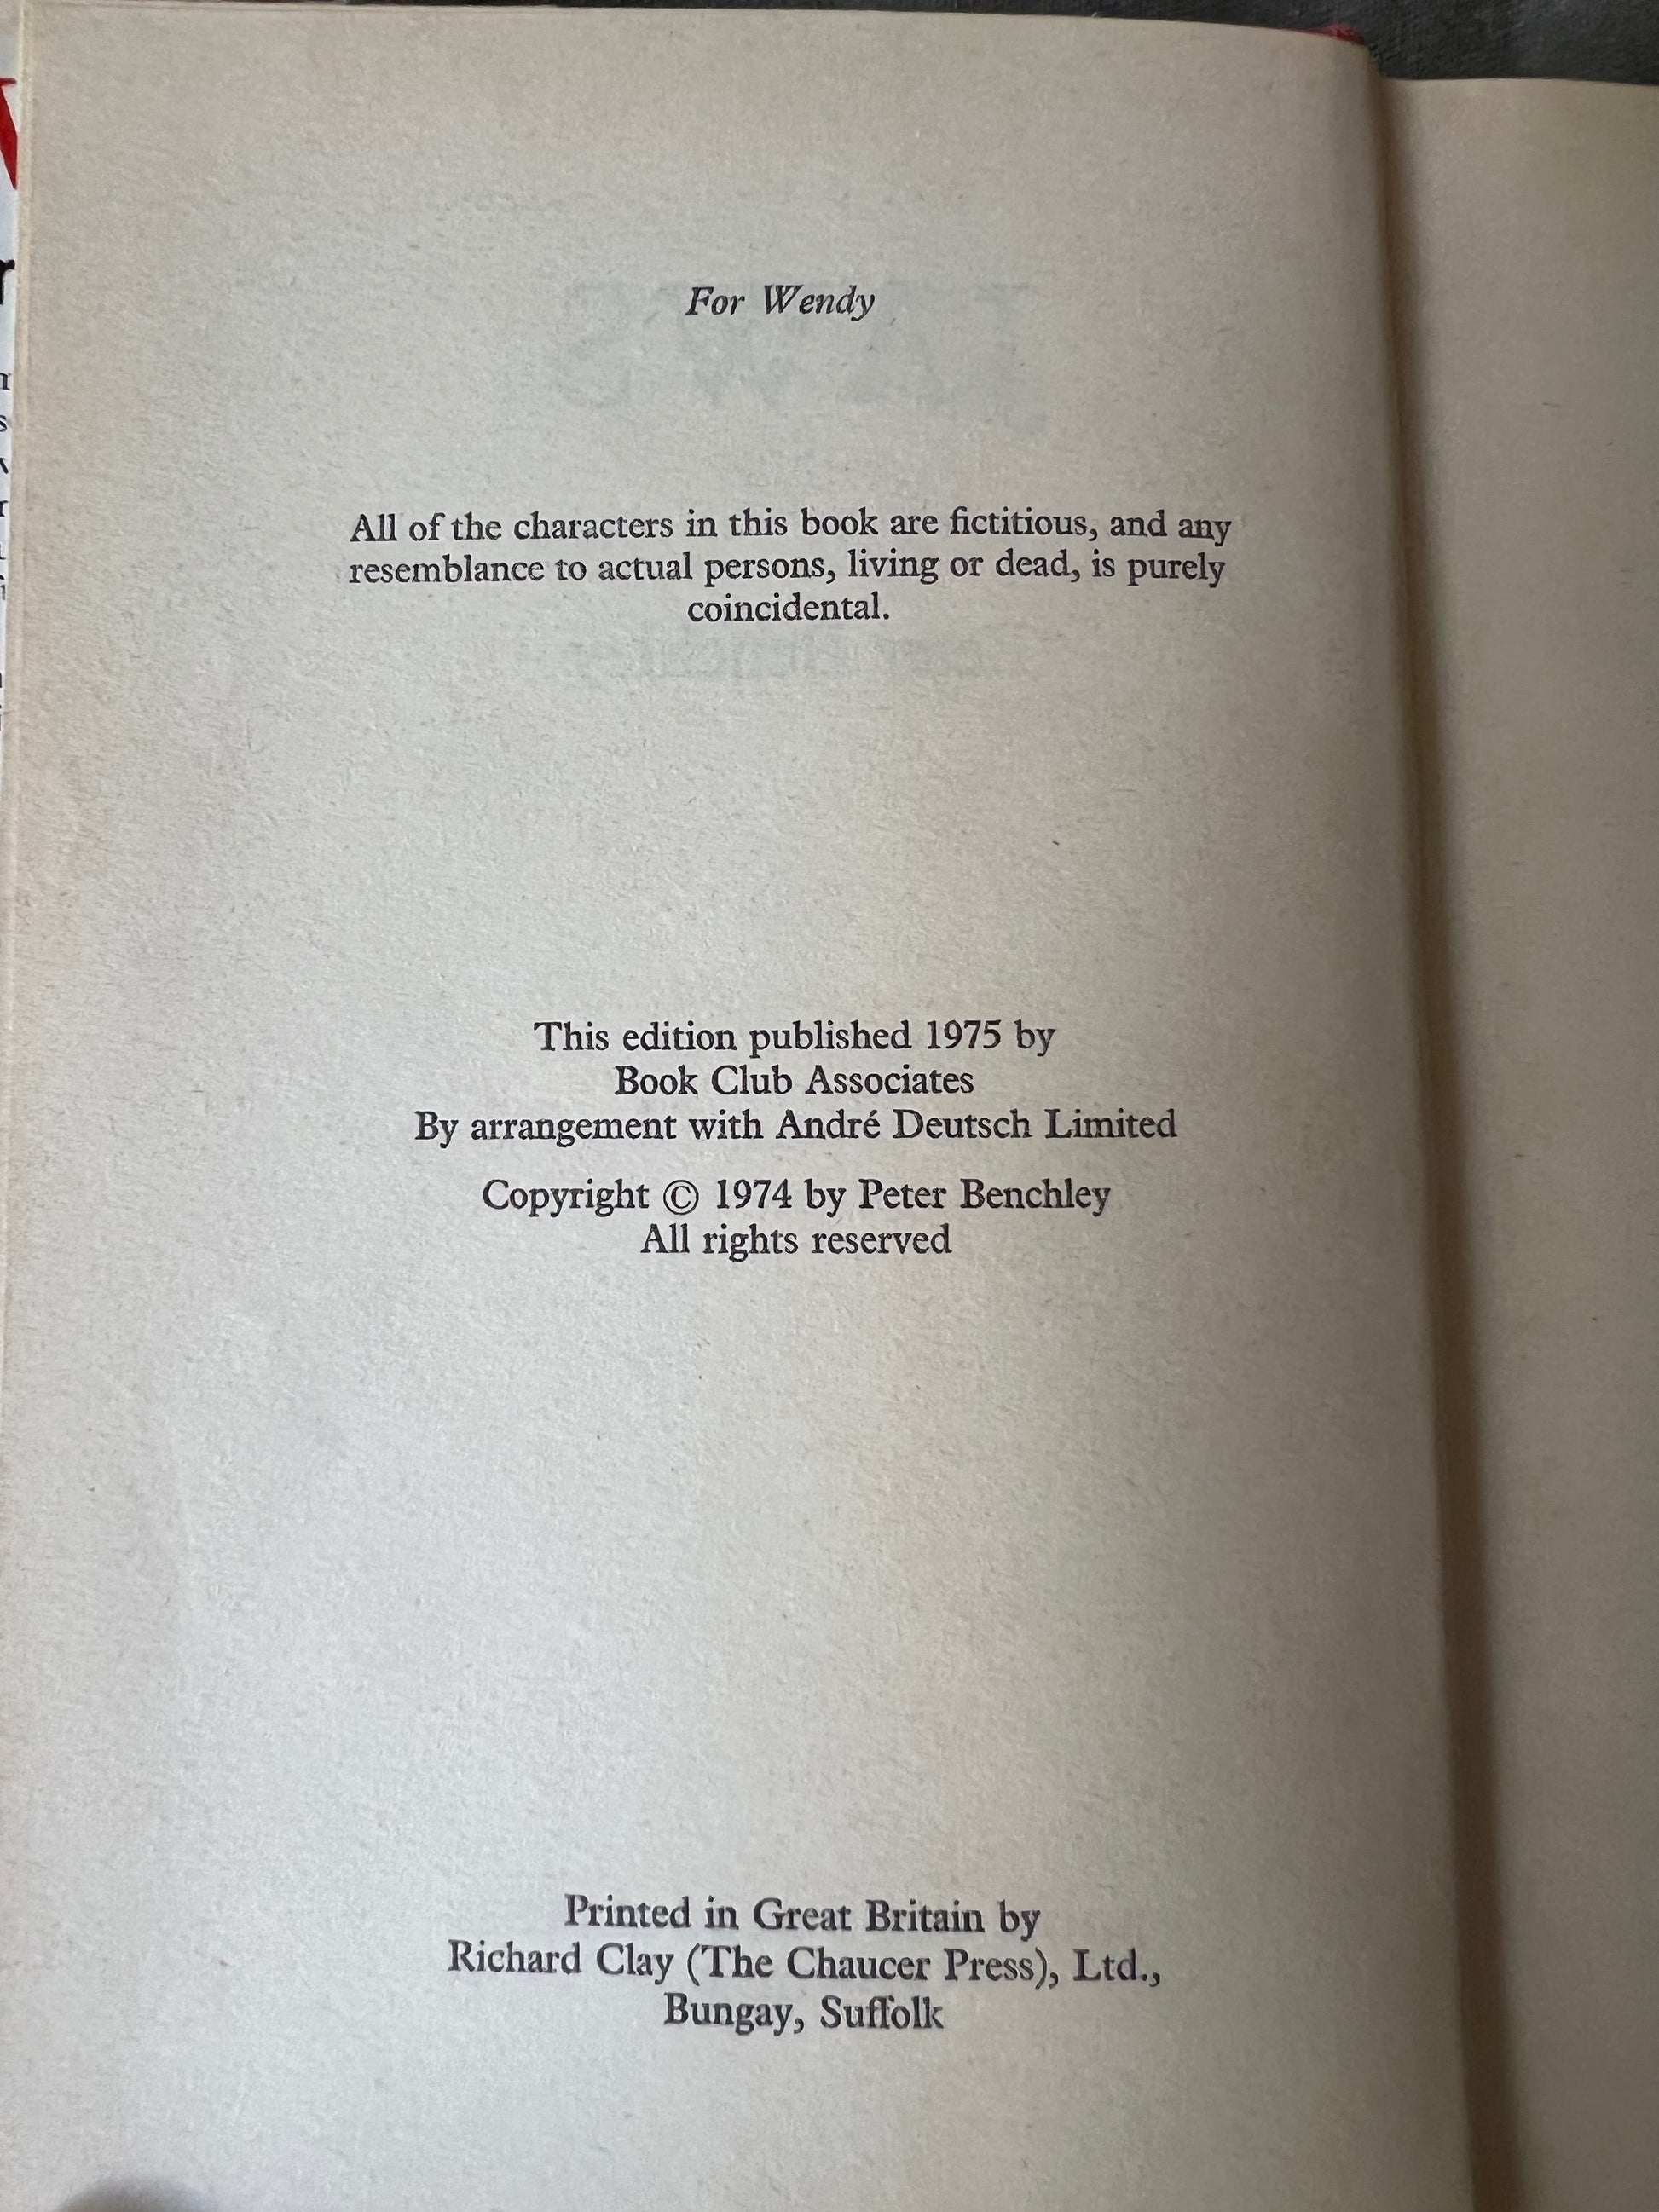 For Wendy
All of the characters in this book are fictitious, and any
resemblance to actual persons, living or dead, is purely
coincidental.
This edition published 1975 by
Book Club Associates
By arrangement with André Deutsch Limited
Copyright © 1974 by Peter Benchley
All rights reserved
Printed in Great Britain by
Richard Clay (The Chaucer Press), Ltd.,
Bungay, Suffolk